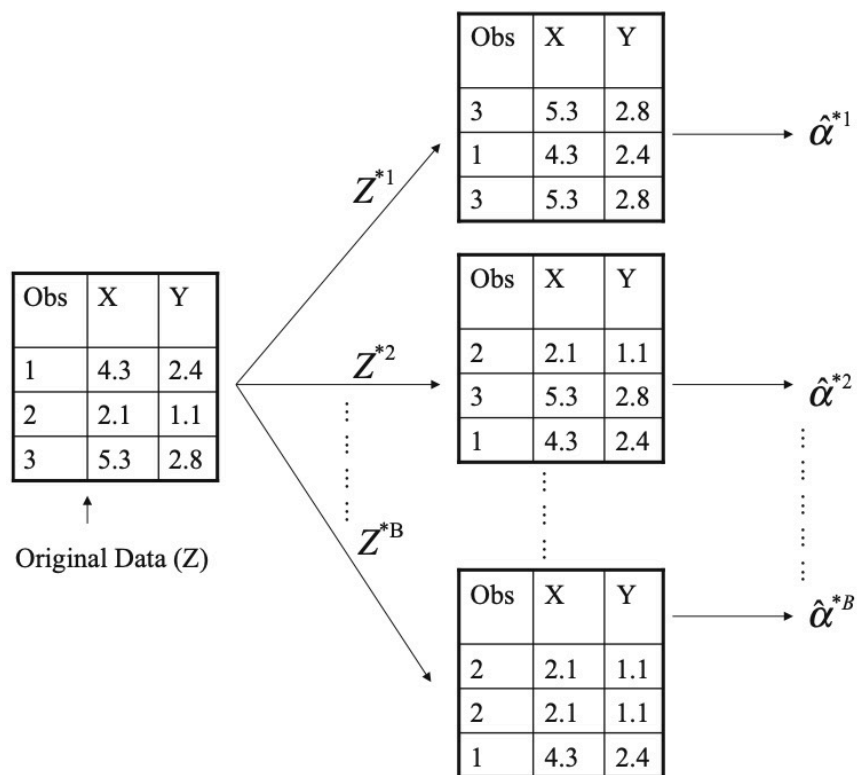 Obs X Y
3 5.3 2.8
1 4.3 2.4
3 5.3 2.8
α̂*1
Z*1
Obs X Y
1 4.3 2.4
2 2.1 1.1
3 5.3 2.8
Original Data (Z)
Z*2
Obs X Y
2 2.1 1.1
3 5.3 2.8
1 4.3 2.4
α̂*2
Z*B
Obs X Y
2 2.1 1.1
2 2.1 1.1
1 4.3 2.4
α̂*B